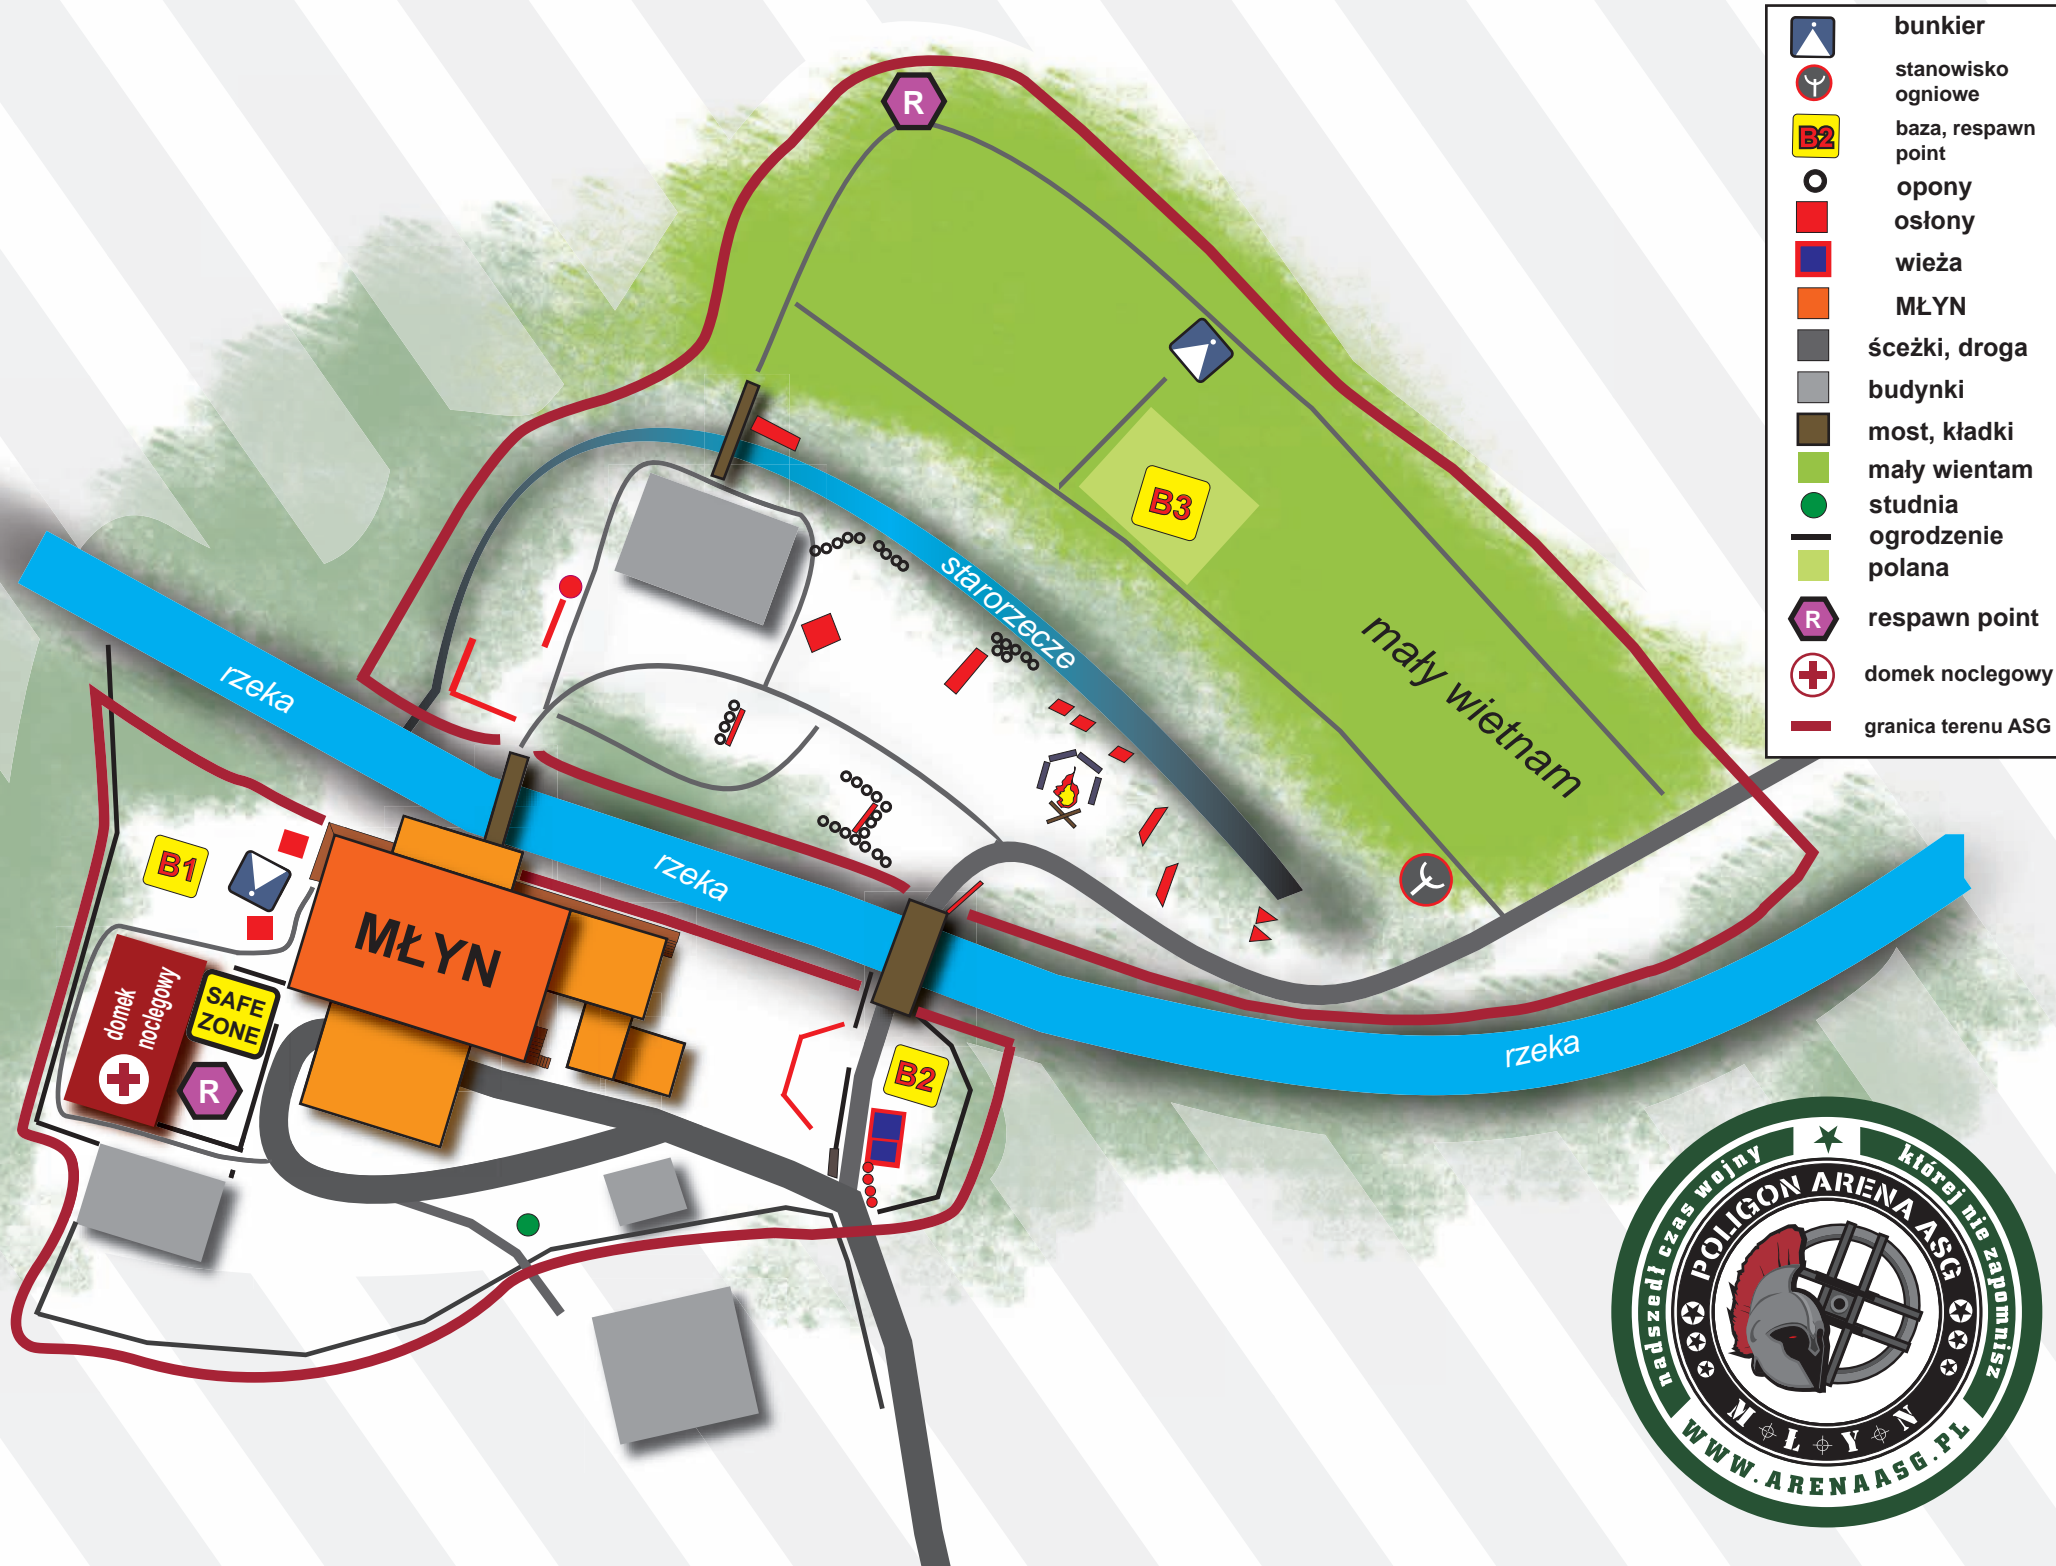 bunkier
stanowisko
ogniowe
B2
baza, respawn
point
opony
osłony
wieża
MŁYN
śceżki, droga
budynki
most, kładki
mały wientam
studnia
ogrodzenie
polana
R
respawn point
domek noclegowy
granica terenu ASG
R
B3
starorzecze
mały wietnam
rzeka
rzeka
rzeka
B1
MŁYN
domek
noclegowy
SAFE
ZONE
R
B2
nadszedł czas wojny
której nie zapomnisz
POLIGON ARENA ASG
MŁYN
WWW.ARENAASG.PL